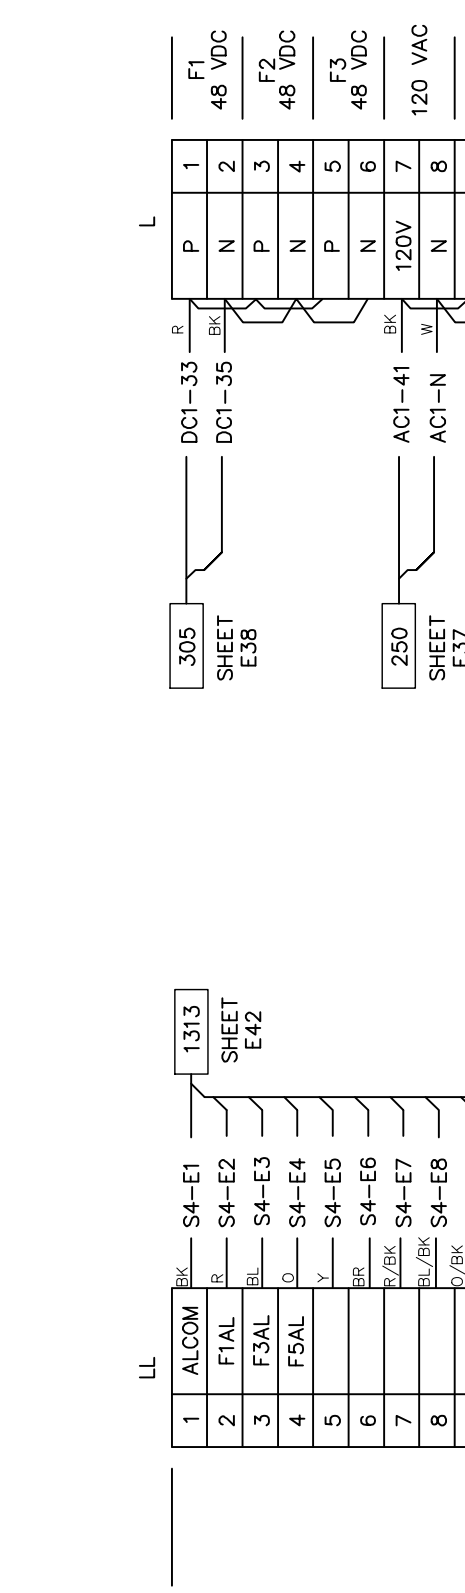 F1
48 VDC
F2
48 VDC
F3
48 VDC
120 VAC
L
1
2
3
4
5
6
7
8
P
N
P
N
P
N
120V
N
R
BK
BK
W
DC1-33
DC1-35
AC1-41
AC1-N
305
SHEET
E38
250
SHEET
E37
1313
SHEET
E42
S4-E1
S4-E2
S4-E3
S4-E4
S4-E5
S4-E6
S4-E7
S4-E8
BK
R
BL
O
Y
BR
R/BK
BL/BK
O/BK
LL
ALCOM
F1AL
F3AL
F5AL
1
2
3
4
5
6
7
8